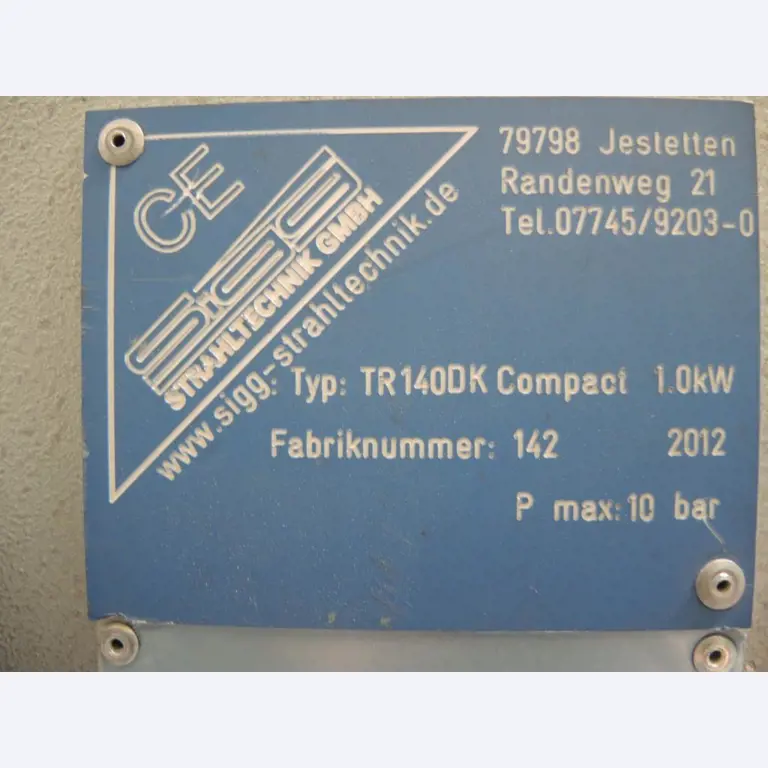 CE
sigg
STRAHLTECHNIK GMBH
www.sigg-strahltechnik.de
79798 Jestetten
Randenweg 21
Tel.07745/9203-0
Typ: TR140DK Compact 1.0kW
Fabriknummer: 142 2012
P max: 10 bar